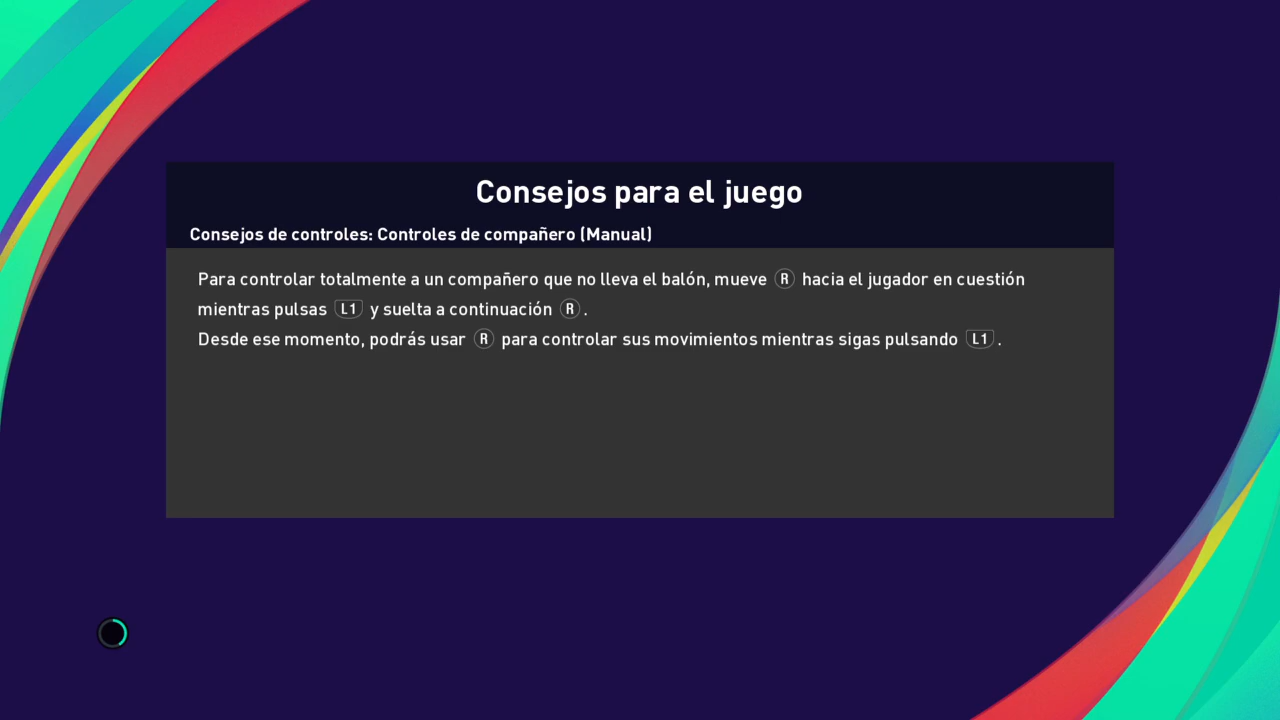 Consejos para el juego
Consejos de controles: Controles de compañero (Manual)
Para controlar totalmente a un compañero que no lleva el balón, mueve R hacia el jugador en cuestión
mientras pulsas L1 y suelta a continuación R.
Desde ese momento, podrás usar R para controlar sus movimientos mientras sigas pulsando L1.